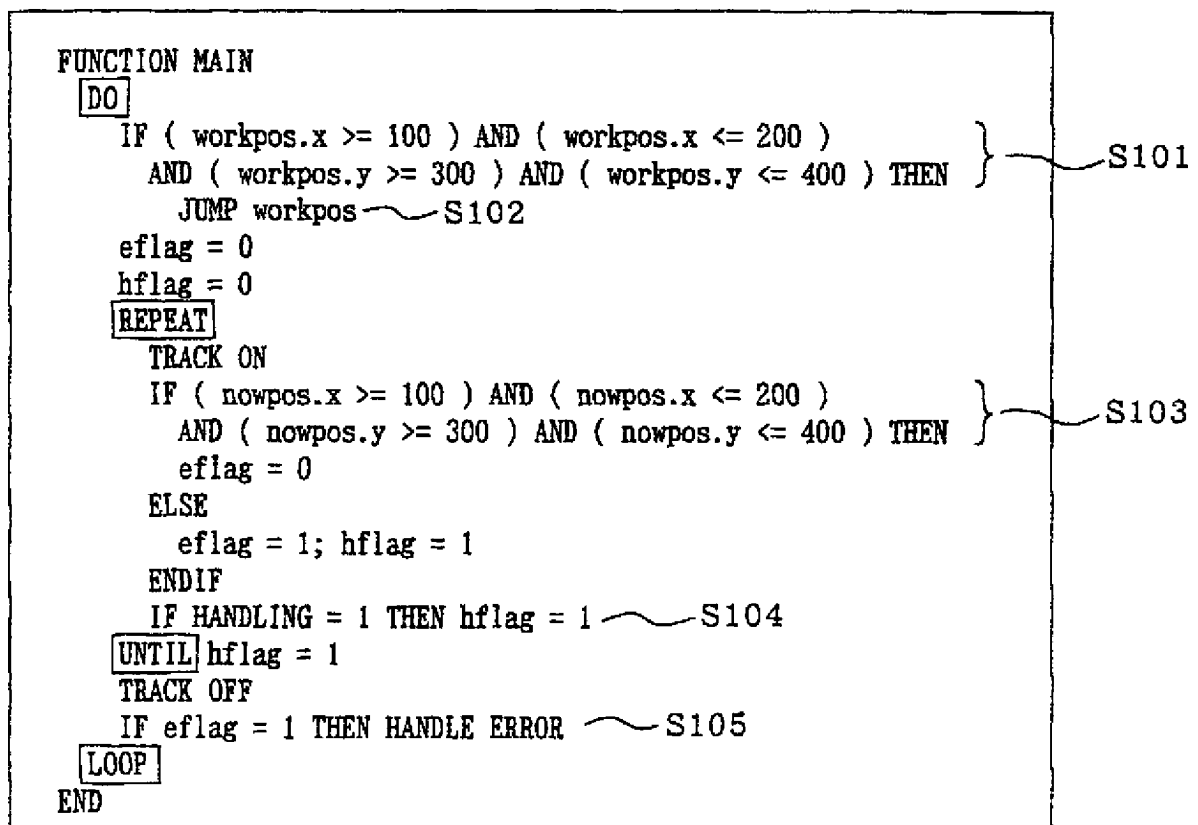 FUNCTION MAIN
DO
IF ( workpos.x >= 100 ) AND ( workpos.x <= 200 )
AND ( workpos.y >= 300 ) AND ( workpos.y <= 400 ) THEN
S101
JUMP workpos S102
eflag = 0
hflag = 0
REPEAT
TRACK ON
IF ( nowpos.x >= 100 ) AND ( nowpos.x <= 200 )
AND ( nowpos.y >= 300 ) AND ( nowpos.y <= 400 ) THEN
S103
eflag = 0
ELSE
eflag = 1; hflag = 1
ENDIF
IF HANDLING = 1 THEN hflag = 1 S104
UNTIL hflag = 1
TRACK OFF
IF eflag = 1 THEN HANDLE ERROR S105
LOOP
END